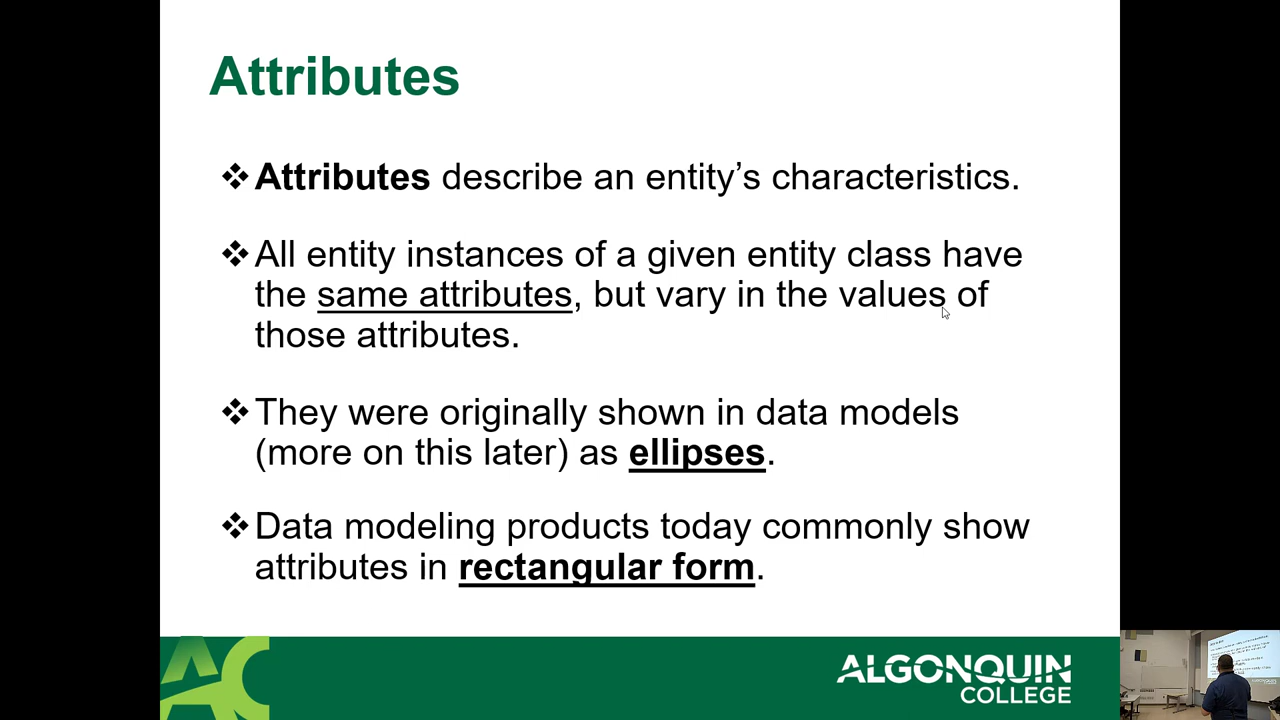 Attributes
❖Attributes describe an entity’s characteristics.
❖All entity instances of a given entity class have
the same attributes, but vary in the values of
those attributes.
❖They were originally shown in data models
(more on this later) as ellipses.
❖Data modeling products today commonly show
attributes in rectangular form.
AC
ALGONQUIN
COLLEGE